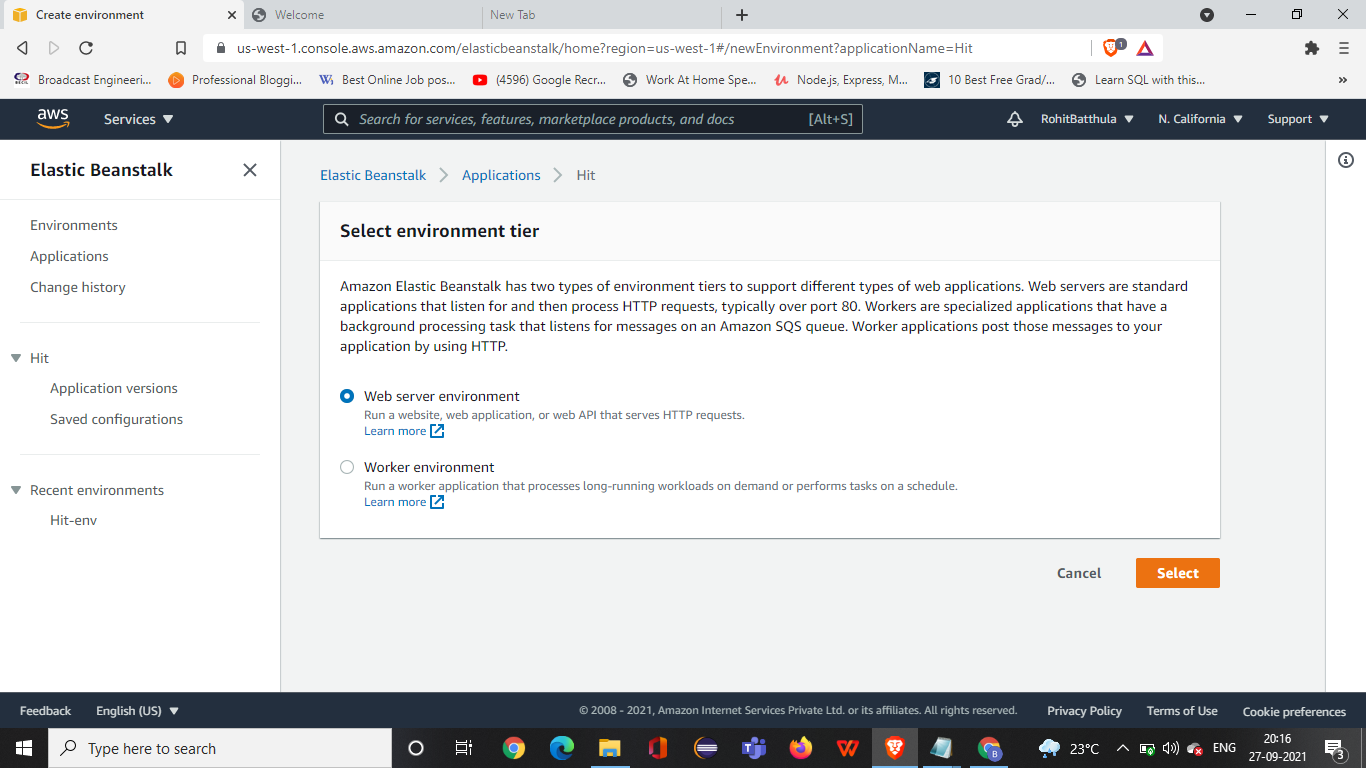 Create environment
Welcome
New Tab
us-west-1.console.aws.amazon.com/elasticbeanstalk/home?region=us-west-1#/newEnvironment?applicationName=Hit
1
Broadcast Engineeri...
Professional Bloggi...
Best Online Job pos...
(4596) Google Recr...
Work At Home Spe...
Node.js, Express, M...
10 Best Free Grad/...
Learn SQL with this...
»
aws
Services
Search for services, features, marketplace products, and docs
[Alt+S]
RohitBatthula
N. California
Support
Elastic Beanstalk
Environments
Applications
Change history
Hit
Application versions
Saved configurations
Recent environments
Hit-env
Elastic Beanstalk
Applications
Hit
Select environment tier
Amazon Elastic Beanstalk has two types of environment tiers to support different types of web applications. Web servers are standard
applications that listen for and then process HTTP requests, typically over port 80. Workers are specialized applications that have a
background processing task that listens for messages on an Amazon SQS queue. Worker applications post those messages to your
application by using HTTP.
Web server environment
Run a website, web application, or web API that serves HTTP requests.
Learn more
Worker environment
Run a worker application that processes long-running workloads on demand or performs tasks on a schedule.
Learn more
Cancel
Select
Feedback
English (US)
© 2008 - 2021, Amazon Internet Services Private Ltd. or its affiliates. All rights reserved.
Privacy Policy
Terms of Use
Cookie preferences
Type here to search
23°C
ENG
20:16
27-09-2021
3